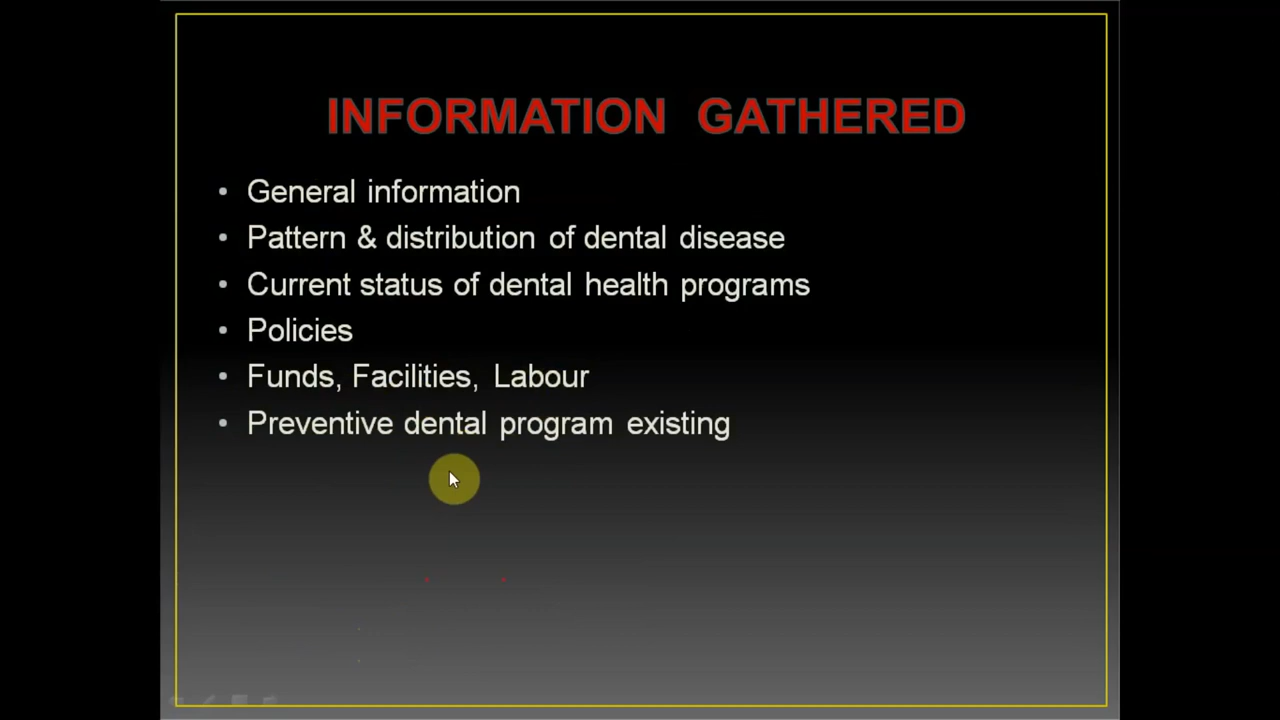 INFORMATION GATHERED
• General information
• Pattern & distribution of dental disease
• Current status of dental health programs
• Policies
• Funds, Facilities, Labour
• Preventive dental program existing